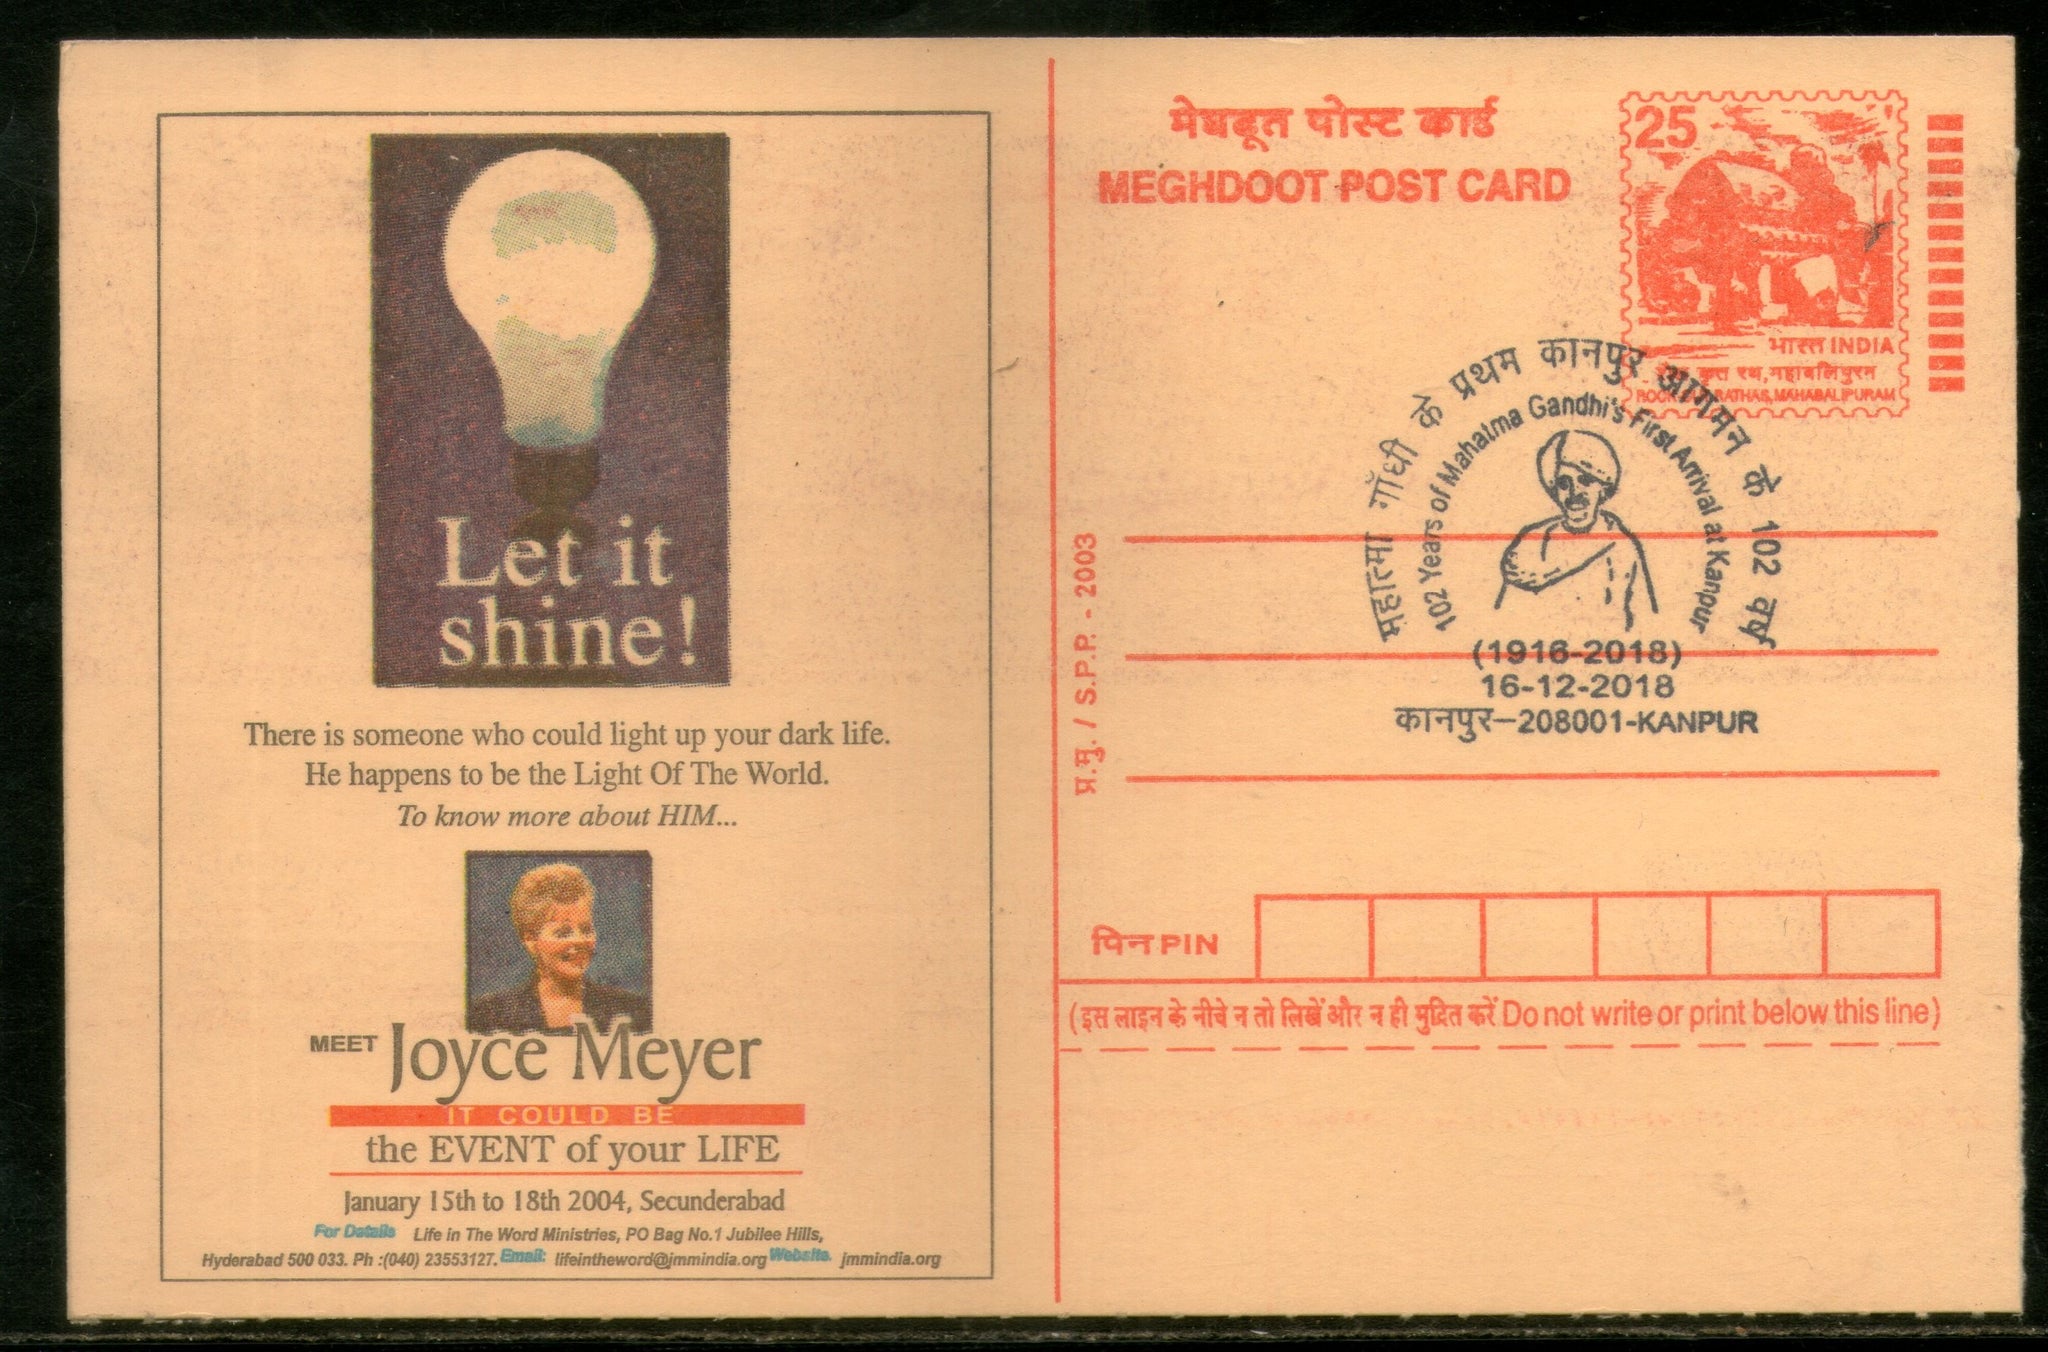 Let it
shine!
There is someone who could light up your dark life.
He happens to be the Light Of The World.
To know more about HIM...
MEET Joyce Meyer
IT COULD BE
the EVENT of your LIFE
January 15th to 18th 2004, Secunderabad
For Datails Life in The Word Ministries, PO Bag No.1 Jubilee Hills,
Hyderabad 500 033. Ph :(040) 23553127. Email: lifeintheword@jmmindia.org Website. jmmindia.org
प्र.मु. / S.P.P. - 2003
मेघदूत पोस्ट कार्ड
MEGHDOOT POST CARD
25
भारत INDIA
रथ, महाबलिपुरम
RATHAS, MAHABALIPURAM
महात्मा गाँधी के प्रथम कानपुर आगमन के 102 वर्ष
102 Years of Mahatma Gandhi's First Arrival at Kanpur
(1916-2018)
16-12-2018
कानपुर-208001-KANPUR
पिन PIN
(इस लाइन के नीचे न तो लिखें और न ही मुद्रित करें Do not write or print below this line)